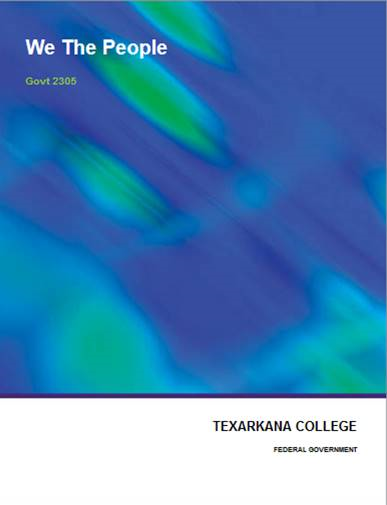 We The People
Govt 2305
TEXARKANA COLLEGE
FEDERAL GOVERNMENT